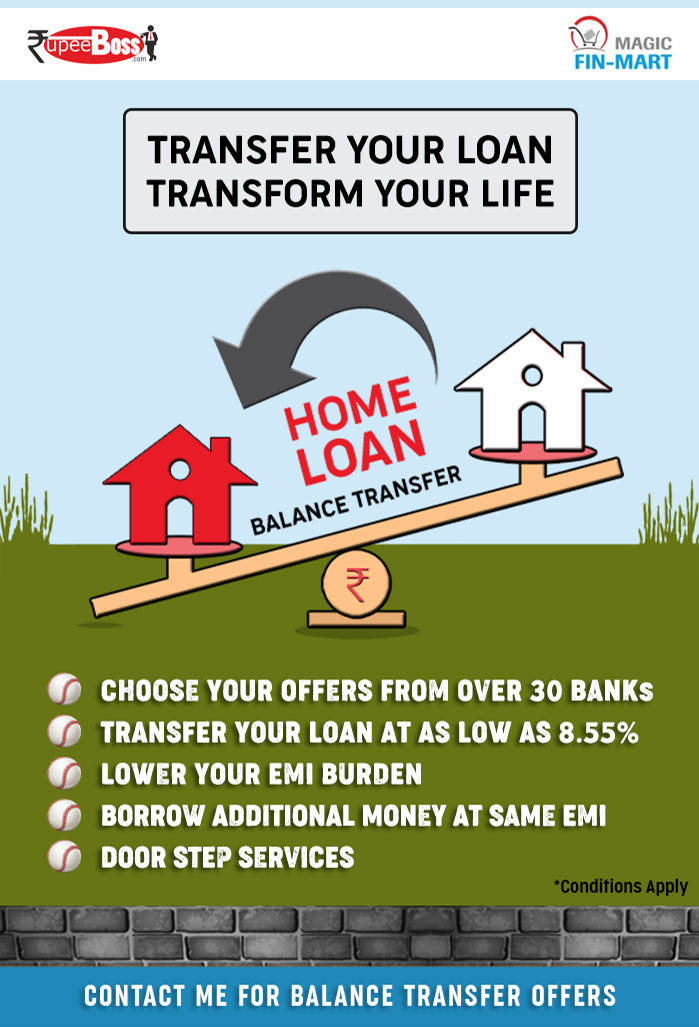 ₹upeeBoss
.com
MAGIC
FIN-MART
TRANSFER YOUR LOAN
TRANSFORM YOUR LIFE
HOME
LOAN
BALANCE TRANSFER
₹
CHOOSE YOUR OFFERS FROM OVER 30 BANKs
TRANSFER YOUR LOAN AT AS LOW AS 8.55%
LOWER YOUR EMI BURDEN
BORROW ADDITIONAL MONEY AT SAME EMI
DOOR STEP SERVICES
*Conditions Apply
CONTACT ME FOR BALANCE TRANSFER OFFERS